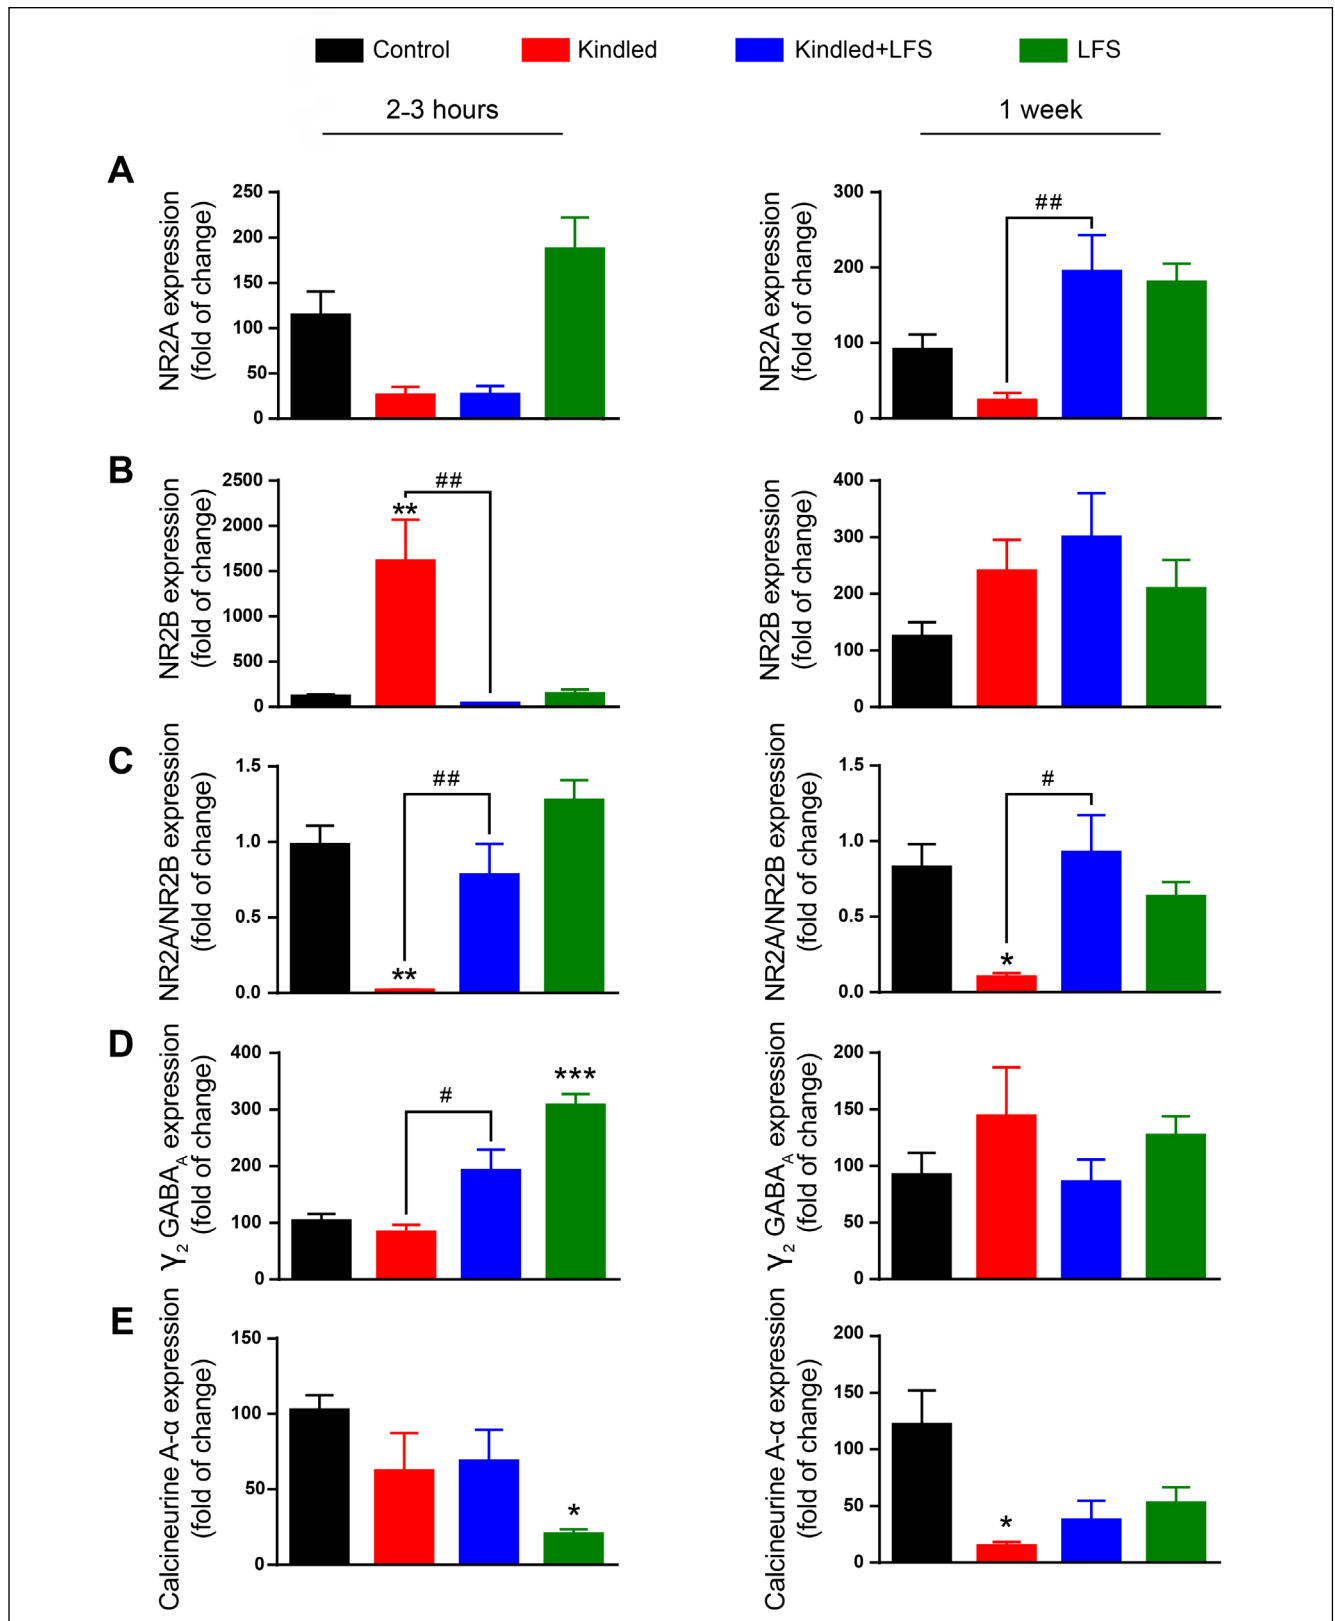 Control Kindled Kindled+LFS LFS
2-3 hours 1 week
A
NR2A expression
(fold of change)
250
200
150
100
50
0
NR2A expression
(fold of change)
300
200
100
0
##
B
NR2B expression
(fold of change)
2500
2000
1500
1000
500
0
**
##
NR2B expression
(fold of change)
400
300
200
100
0
C
NR2A/NR2B expression
(fold of change)
1.5
1.0
0.5
0.0
##
**
NR2A/NR2B expression
(fold of change)
1.5
1.0
0.5
0.0
#
*
D
γ2 GABAA expression
(fold of change)
400
300
200
100
0
#
***
γ2 GABAA expression
(fold of change)
200
150
100
50
0
E
Calcineurine A-α expression
(fold of change)
150
100
50
0
*
Calcineurine A-α expression
(fold of change)
200
150
100
50
0
*